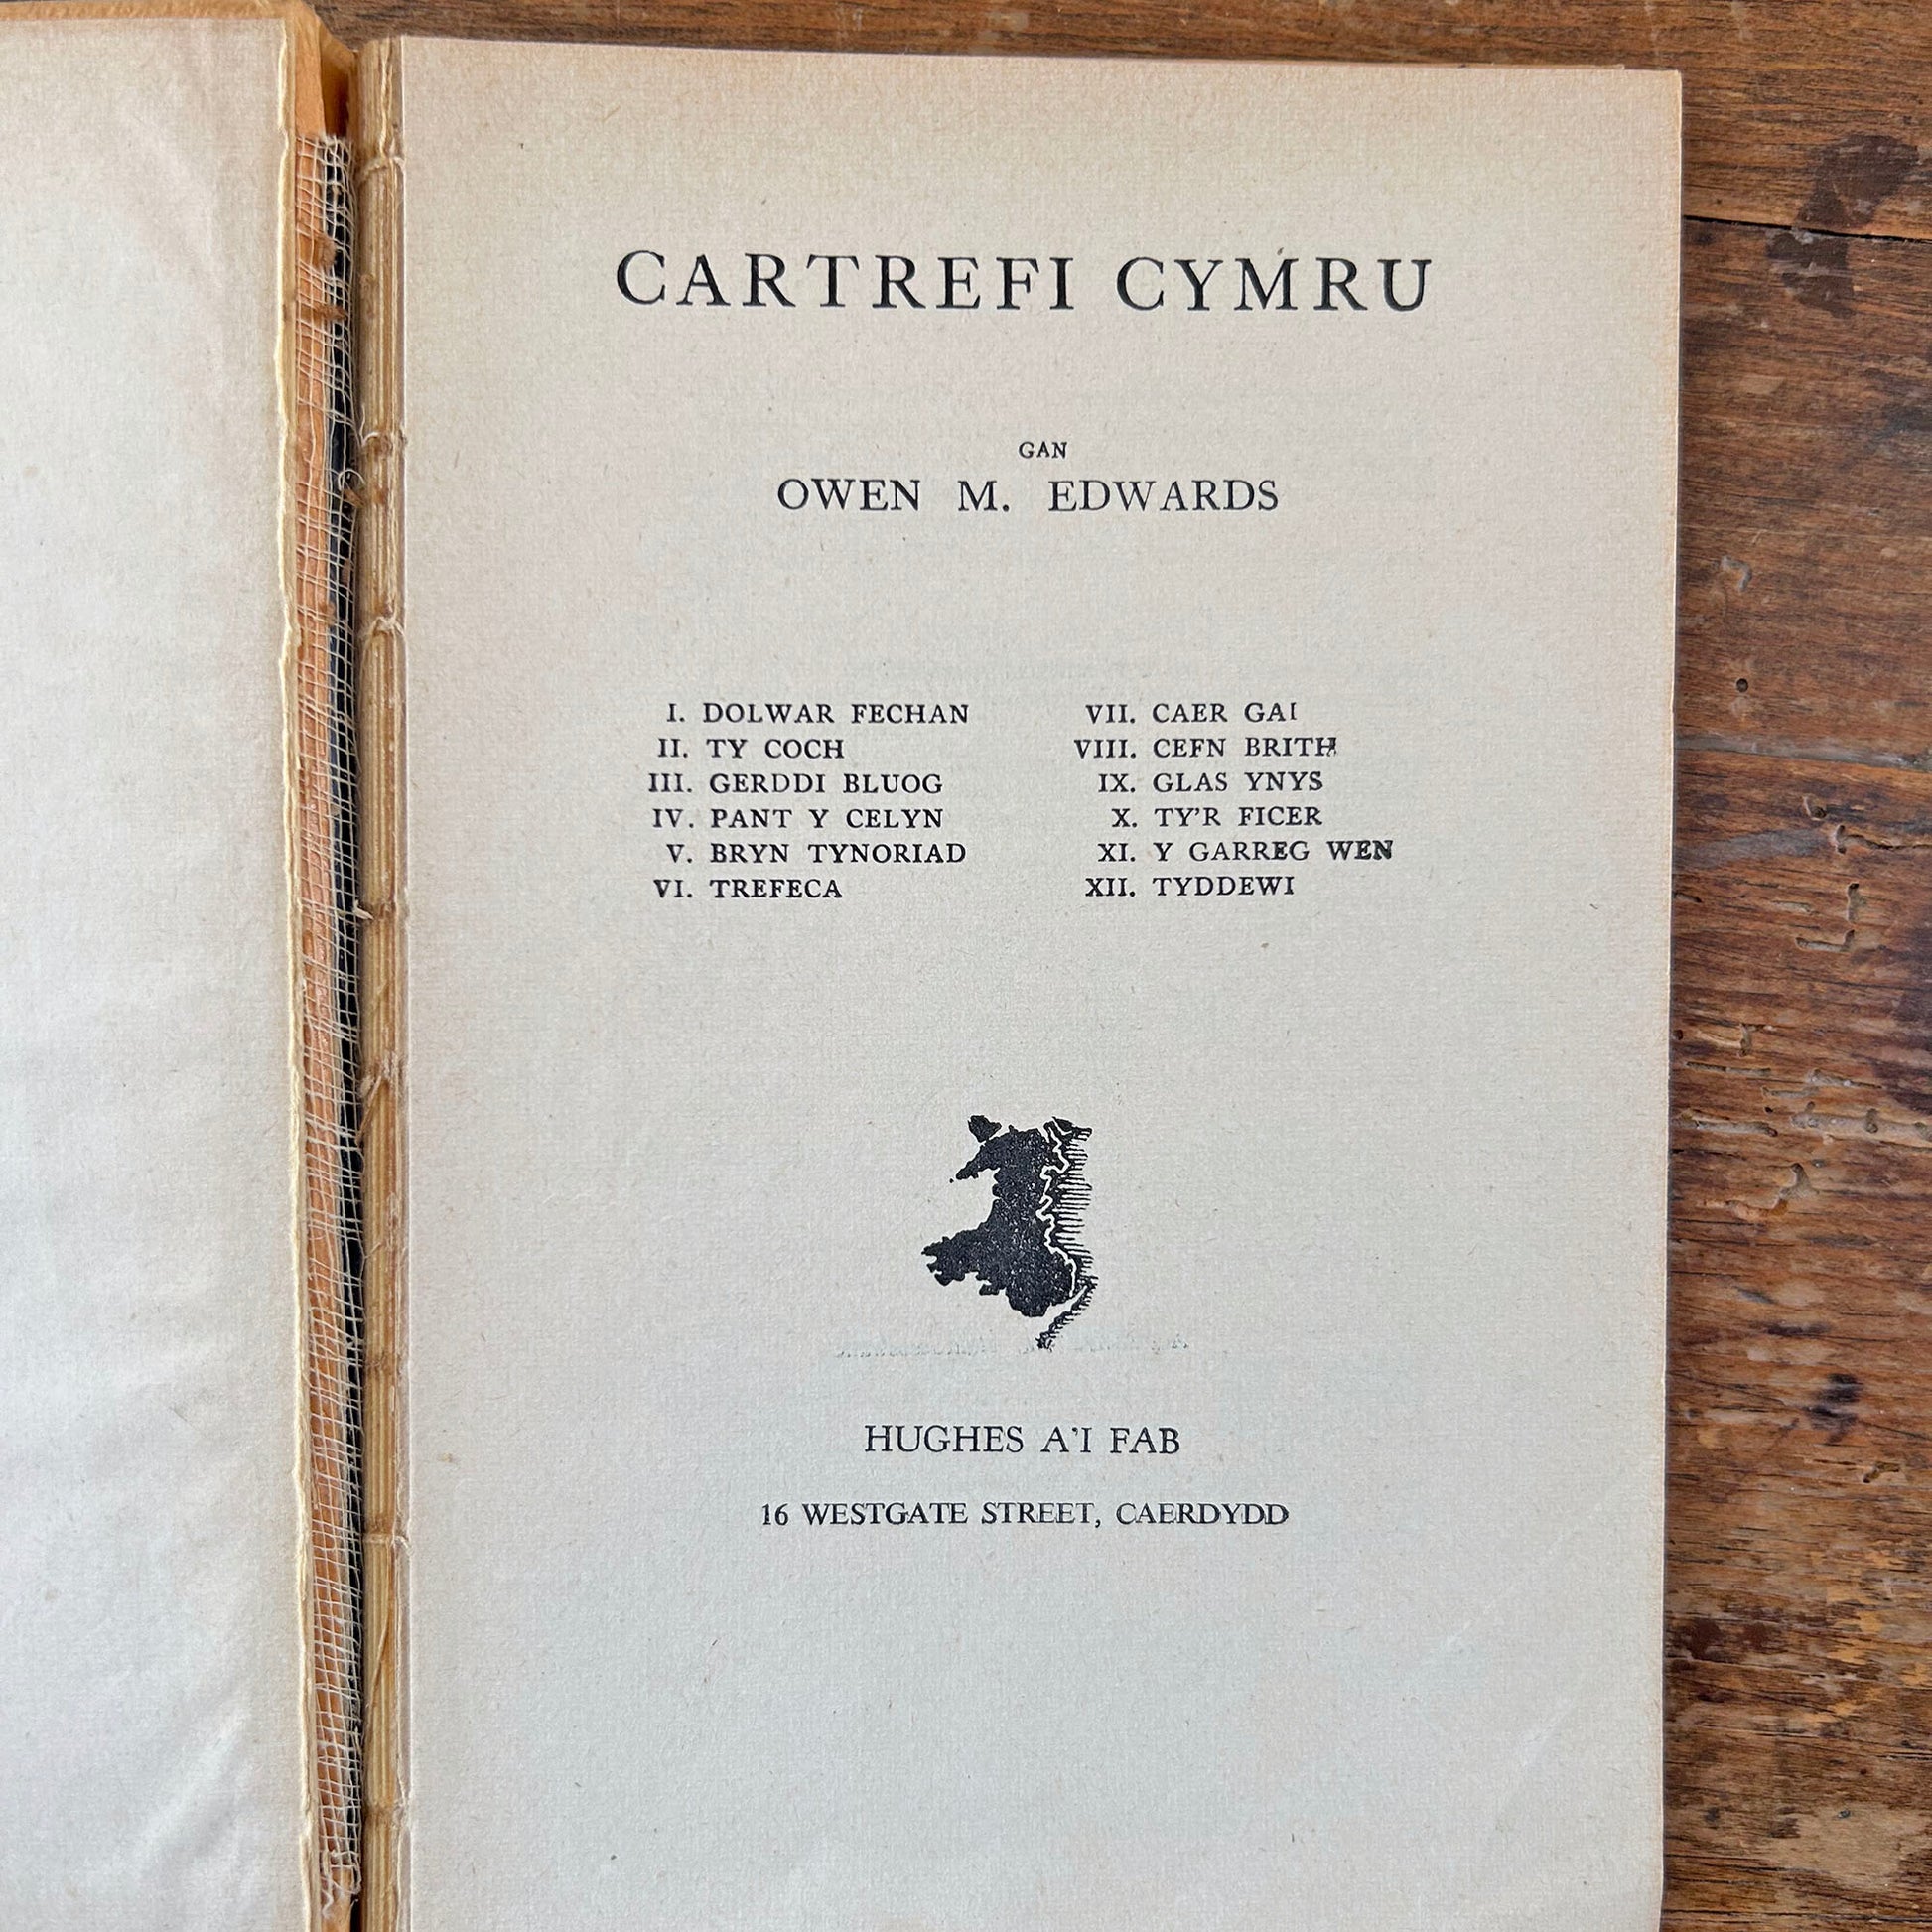 CARTREFI CYMRU
GAN
OWEN M. EDWARDS
I. DOLWAR FECHAN
II. TY COCH
III. GERDDI BLUOG
IV. PANT Y CELYN
V. BRYN TYNORIAD
VI. TREFECA
VII. CAER GAI
VIII. CEFN BRITH
IX. GLAS YNYS
X. TY'R FICER
XI. Y GARREG WEN
XII. TYDDEWI
HUGHES A'I FAB
16 WESTGATE STREET, CAERDYDD